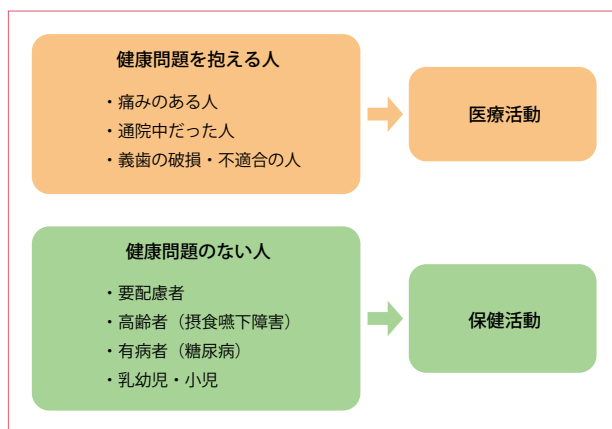 健康問題を抱える人
・痛みのある人
・通院中だった人
・義歯の破損・不適合の人
医療活動
健康問題のない人
・要配慮者
・高齢者（摂食嚥下障害）
・有病者（糖尿病）
・乳幼児・小児
保健活動